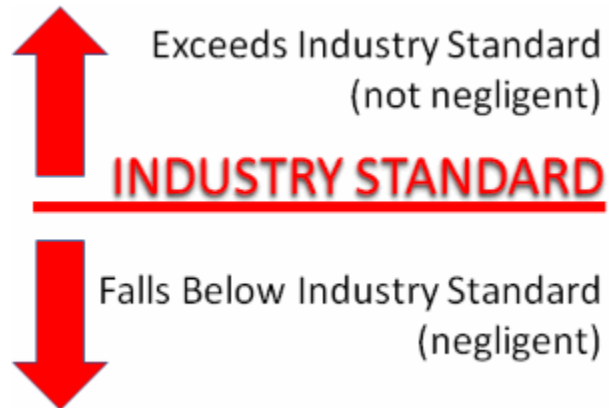 Exceeds Industry Standard
(not negligent)
INDUSTRY STANDARD
Falls Below Industry Standard
(negligent)